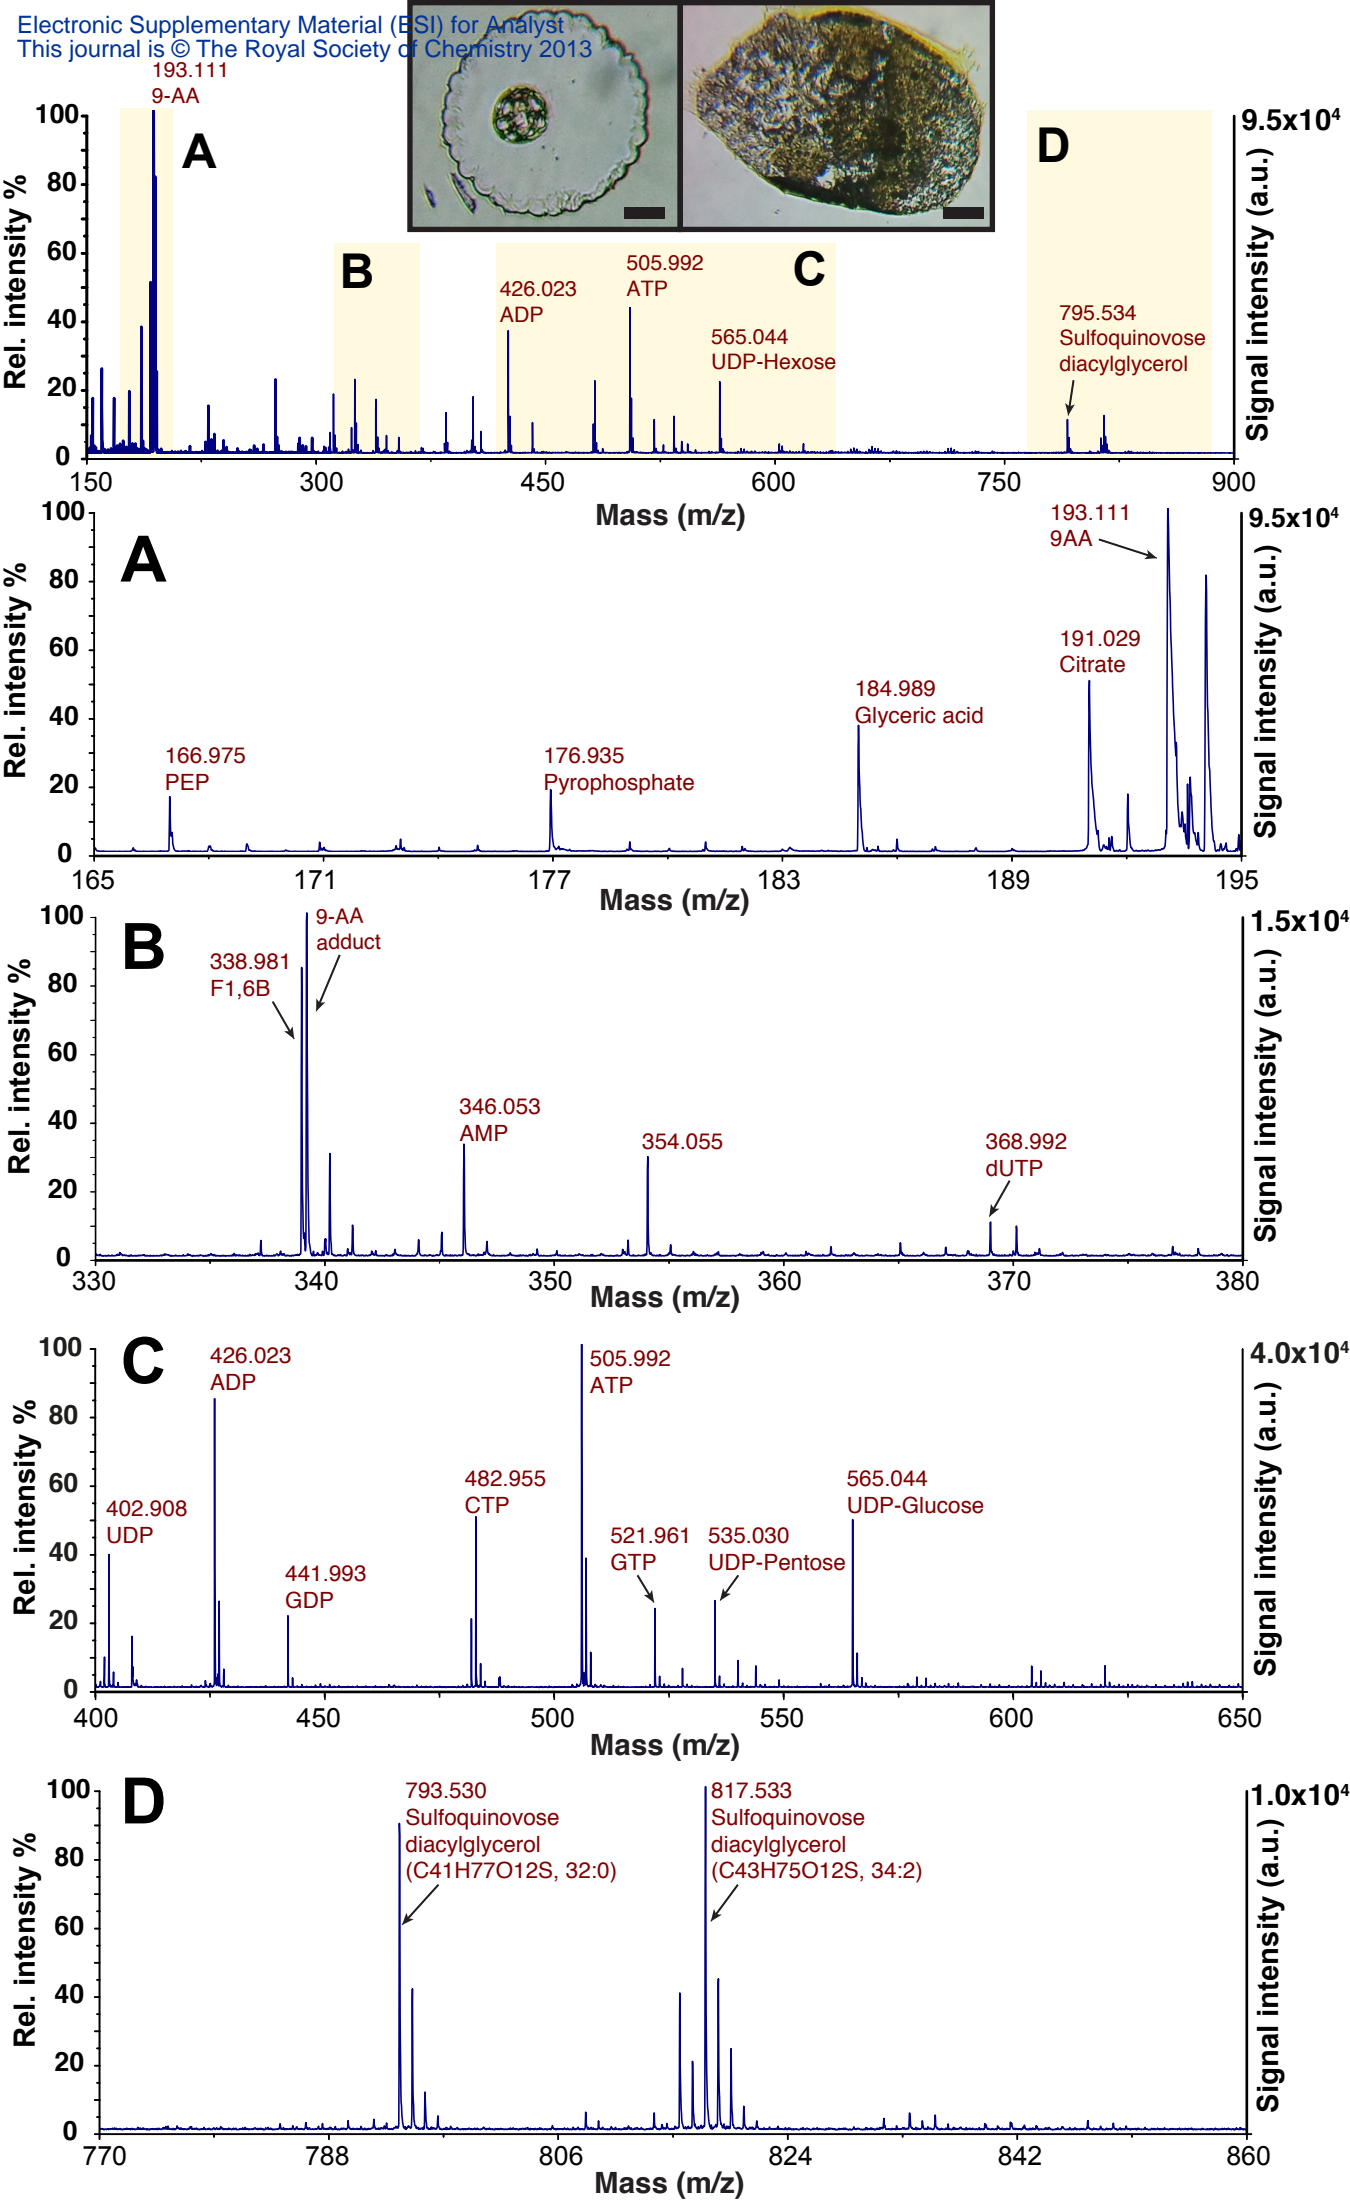 Electronic Supplementary Material (ESI) for Analyst
This journal is © The Royal Society of Chemistry 2013
193.111
9-AA
A
B
C
D
426.023
ADP
505.992
ATP
565.044
UDP-Hexose
795.534
Sulfoquinovose
diacylglycerol
Rel. intensity %
100
80
60
40
20
0
150
300
450
600
750
900
Mass (m/z)
9.5x10⁴
Signal intensity (a.u.)
A
166.975
PEP
176.935
Pyrophosphate
184.989
Glyceric acid
191.029
Citrate
193.111
9AA
Rel. intensity %
100
80
60
40
20
0
165
171
177
183
189
195
Mass (m/z)
9.5x10⁴
Signal intensity (a.u.)
B
338.981
F1,6B
9-AA
adduct
346.053
AMP
354.055
368.992
dUTP
Rel. intensity %
100
80
60
40
20
0
330
340
350
360
370
380
Mass (m/z)
1.5x10⁴
Signal intensity (a.u.)
C
402.908
UDP
426.023
ADP
441.993
GDP
482.955
CTP
505.992
ATP
521.961
GTP
535.030
UDP-Pentose
565.044
UDP-Glucose
Rel. intensity %
100
80
60
40
20
0
400
450
500
550
600
650
Mass (m/z)
4.0x10⁴
Signal intensity (a.u.)
D
793.530
Sulfoquinovose
diacylglycerol
(C41H77O12S, 32:0)
817.533
Sulfoquinovose
diacylglycerol
(C43H75O12S, 34:2)
Rel. intensity %
100
80
60
40
20
0
770
788
806
824
842
860
Mass (m/z)
1.0x10⁴
Signal intensity (a.u.)